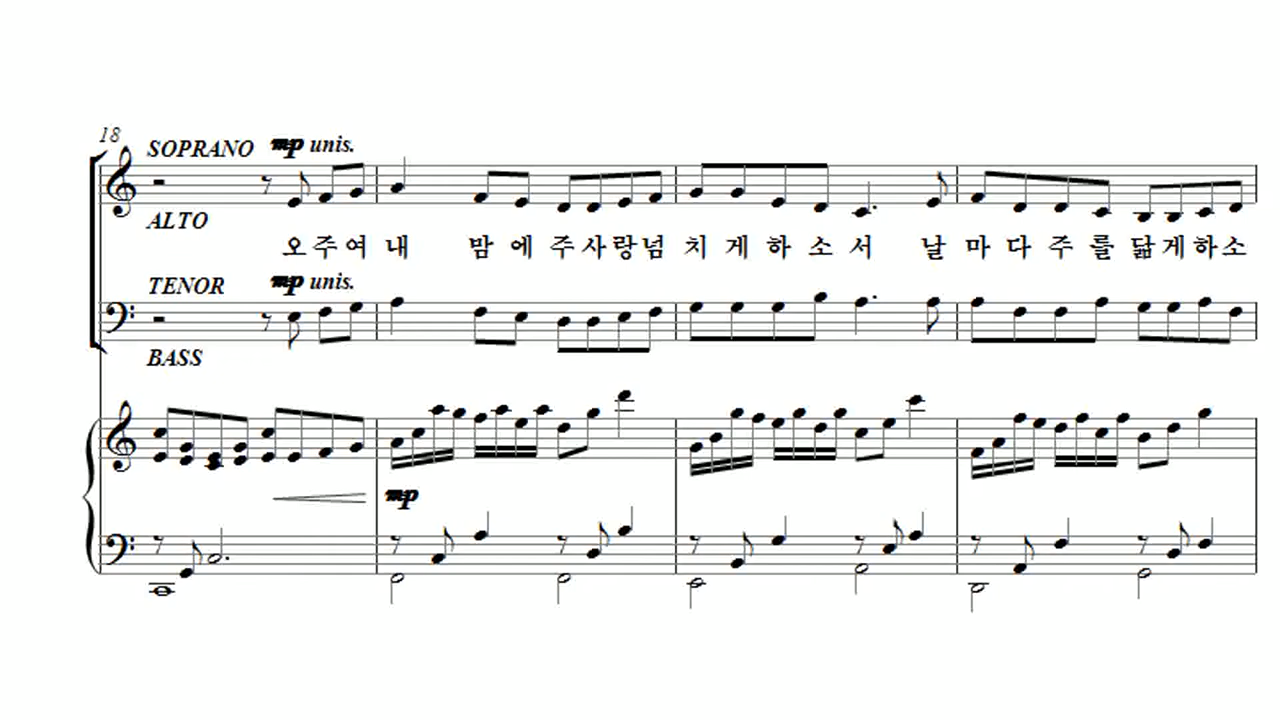 18
SOPRANO mp unis.
ALTO
오 주 여 내 밤 에 주 사 랑 넘 치 게 하 소 서 날 마 다 주 를 닮 게 하 소
TENOR mp unis.
BASS
mp